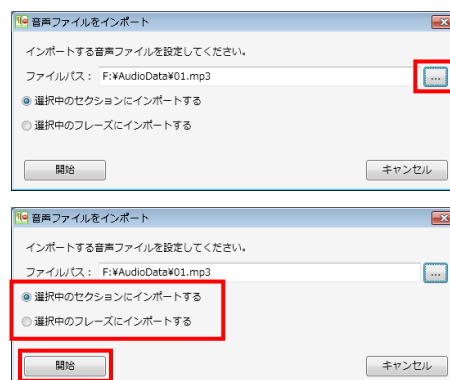 音声ファイルをインポート
インポートする音声ファイルを設定してください。
ファイルパス： F:¥AudioData¥01.mp3 ...
選択中のセクションにインポートする
選択中のフレーズにインポートする
開始 キャンセル
音声ファイルをインポート
インポートする音声ファイルを設定してください。
ファイルパス： F:¥AudioData¥01.mp3 ...
選択中のセクションにインポートする
選択中のフレーズにインポートする
開始 キャンセル